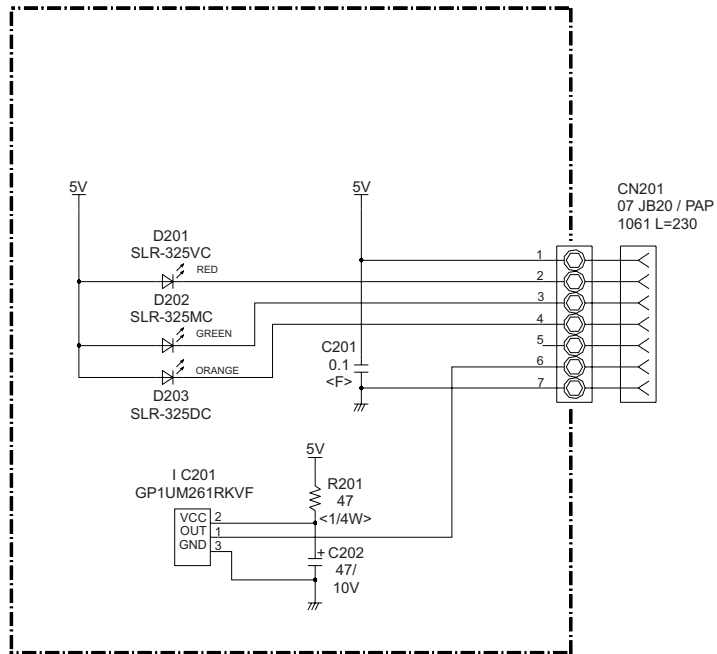 5V
5V
CN201
07 JB20 / PAP
1061 L=230
D201
SLR-325VC
RED
D202
SLR-325MC
GREEN
D203
SLR-325DC
ORANGE
1
2
3
4
5
6
7
C201
0.1
<F>
5V
R201
47
<1/4W>
I C201
GP1UM261RKVF
VCC 2
OUT 1
GND 3
+ C202
47/
10V